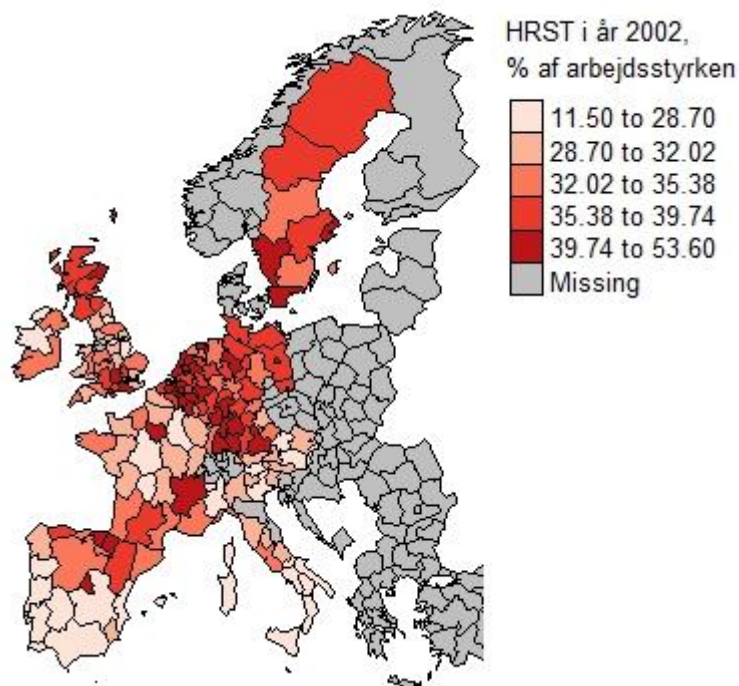 HRST i år 2002,
% af arbejdsstyrken
11.50 to 28.70
28.70 to 32.02
32.02 to 35.38
35.38 to 39.74
39.74 to 53.60
Missing